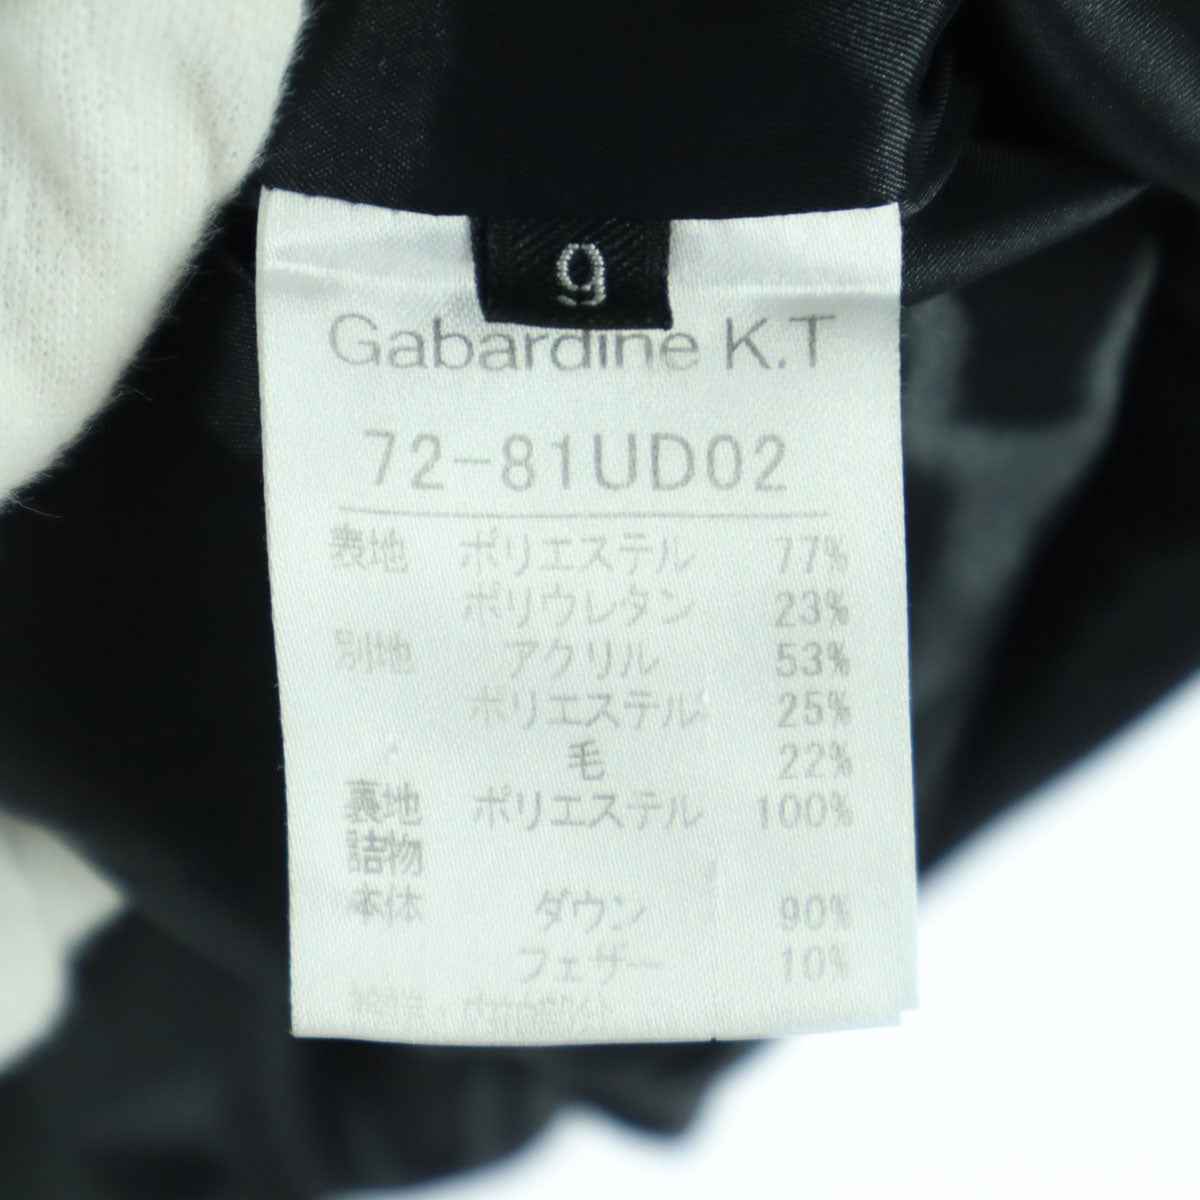 9
Gabardine K.T
72-81UD02
表地 ポリエステル 77%
ポリウレタン 23%
別地 アクリル 53%
ポリエステル 25%
毛 22%
裏地 ポリエステル 100%
詰物
本体 ダウン 90%
フェザー 10%